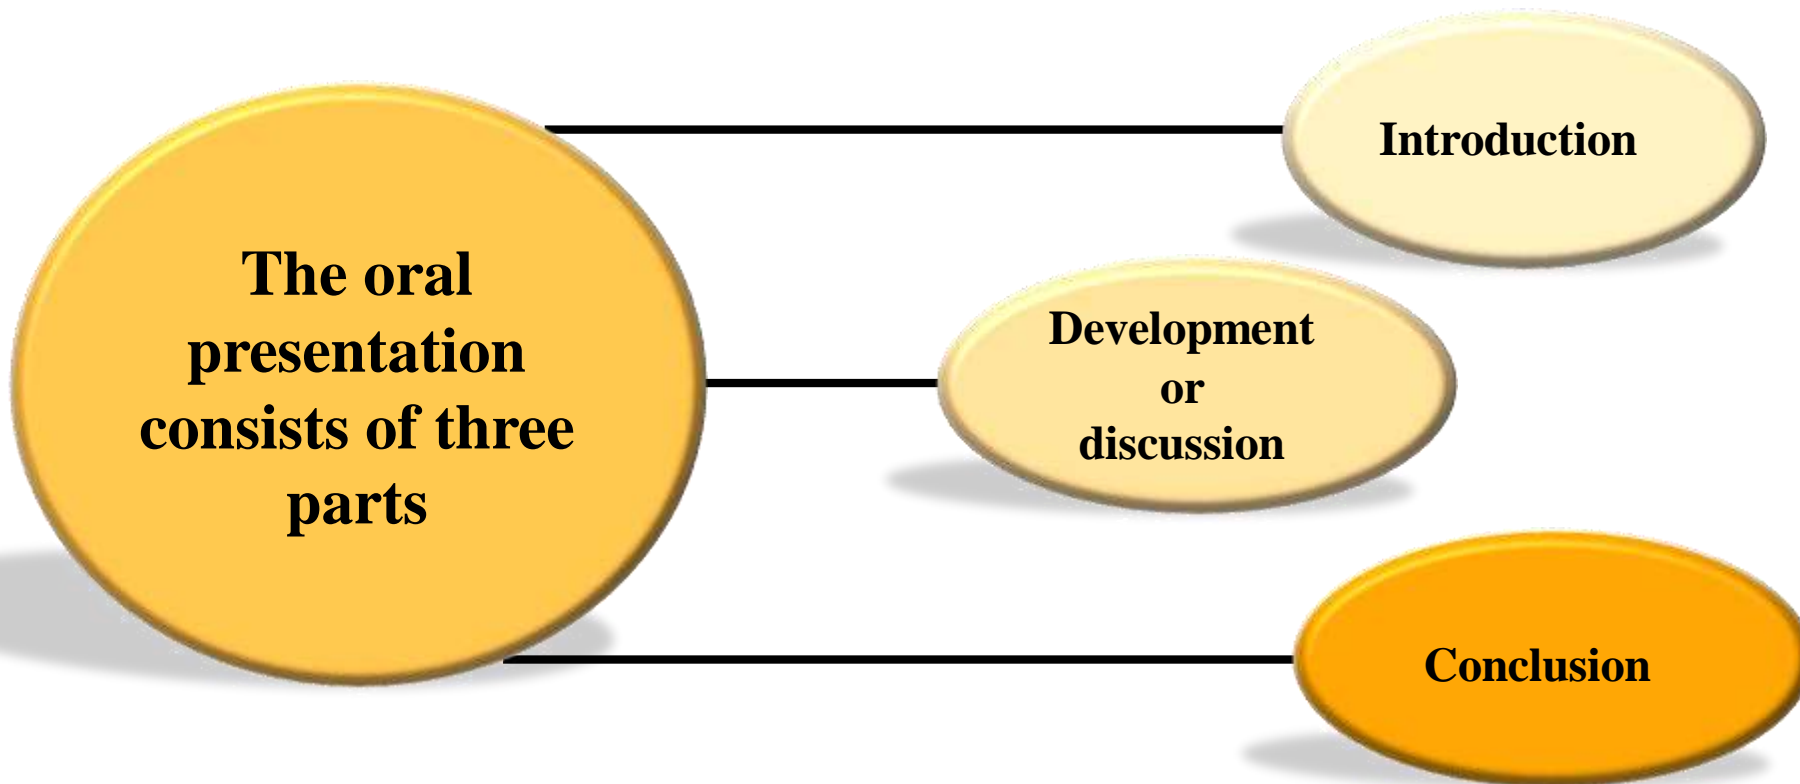 The oral
presentation
consists of three
parts
Introduction
Development
or
discussion
Conclusion